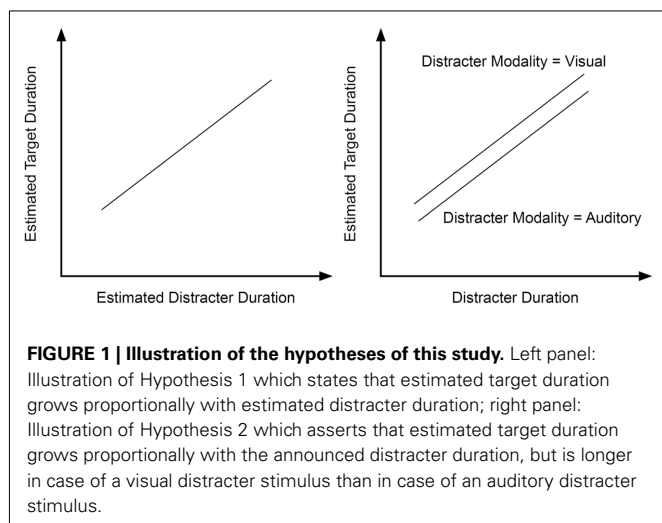 Estimated Target Duration
Estimated Distracter Duration
Estimated Target Duration
Distracter Modality = Visual
Distracter Modality = Auditory
Distracter Duration
FIGURE 1 | Illustration of the hypotheses of this study. Left panel:
Illustration of Hypothesis 1 which states that estimated target duration
grows proportionally with estimated distracter duration; right panel:
Illustration of Hypothesis 2 which asserts that estimated target duration
grows proportionally with the announced distracter duration, but is longer
in case of a visual distracter stimulus than in case of an auditory distracter
stimulus.